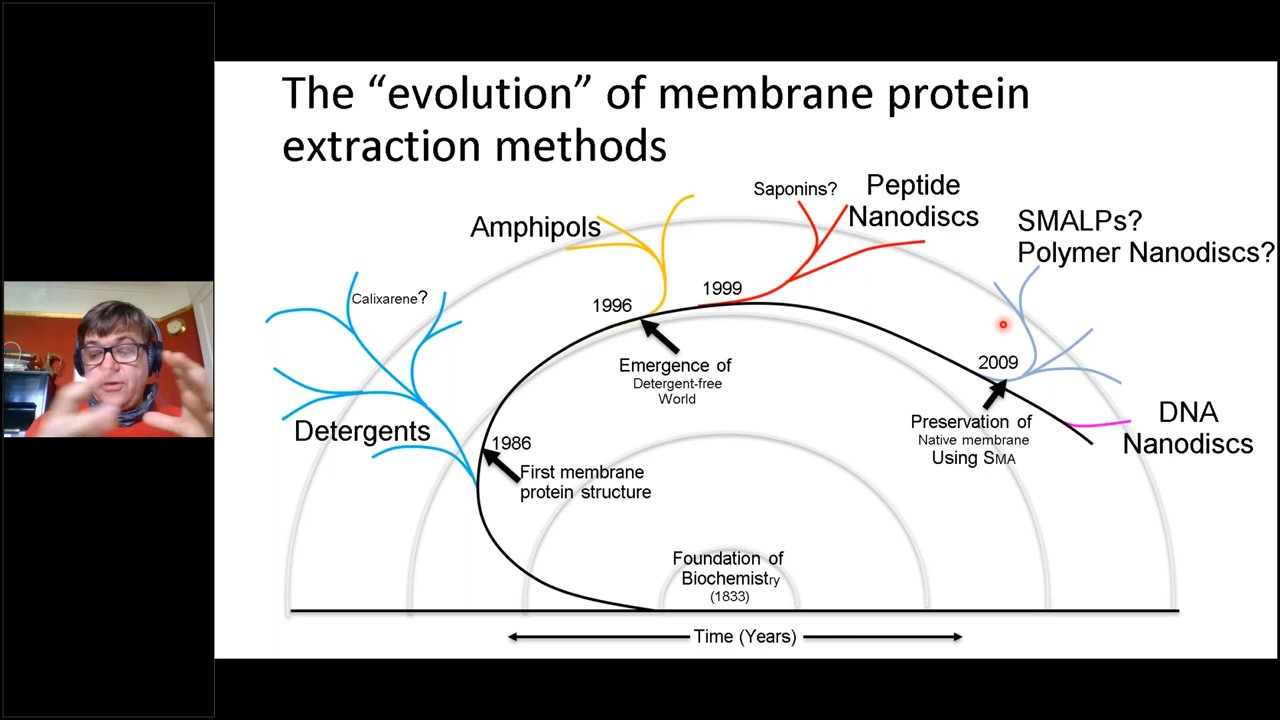 The “evolution” of membrane protein
extraction methods
Saponins?
Peptide
Nanodiscs
Amphipols
SMALPs?
Polymer Nanodiscs?
Calixarene?
1996
1999
Emergence of
Detergent-free
World
2009
Preservation of
Native membrane
Using SMA
DNA
Nanodiscs
Detergents
1986
First membrane
protein structure
Foundation of
Biochemistry
(1833)
Time (Years)